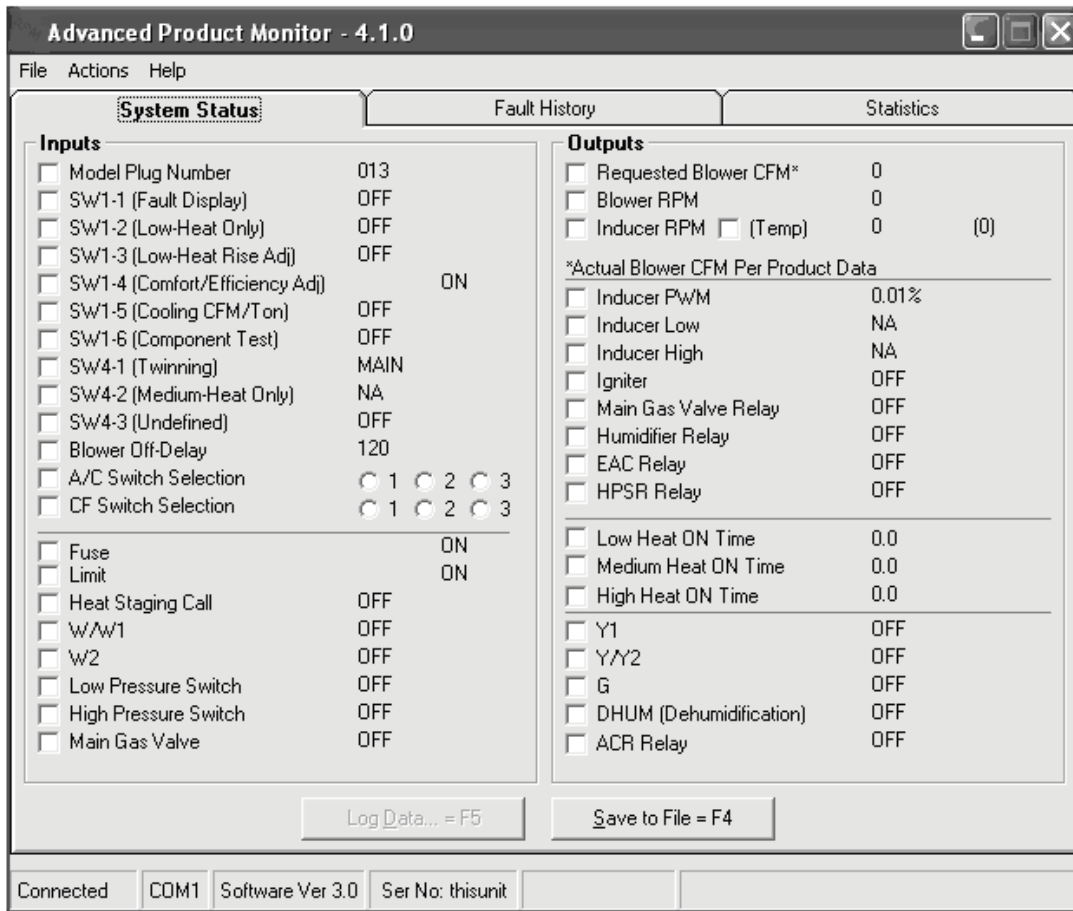 Advanced Product Monitor - 4.1.0
File Actions Help
System Status Fault History Statistics
Inputs
Model Plug Number 013
SW1-1 (Fault Display) OFF
SW1-2 (Low-Heat Only) OFF
SW1-3 (Low-Heat Rise Adj) OFF
SW1-4 (Comfort/Efficiency Adj) ON
SW1-5 (Cooling CFM/Ton) OFF
SW1-6 (Component Test) OFF
SW4-1 (Twinning) MAIN
SW4-2 (Medium-Heat Only) NA
SW4-3 (Undefined) OFF
Blower Off-Delay 120
A/C Switch Selection 1 2 3
CF Switch Selection 1 2 3
Fuse ON
Limit ON
Heat Staging Call OFF
W/W1 OFF
W2 OFF
Low Pressure Switch OFF
High Pressure Switch OFF
Main Gas Valve OFF
Outputs
Requested Blower CFM* 0
Blower RPM 0
Inducer RPM (Temp) 0 (0)
*Actual Blower CFM Per Product Data
Inducer PWM 0.01%
Inducer Low NA
Inducer High NA
Igniter OFF
Main Gas Valve Relay OFF
Humidifier Relay OFF
EAC Relay OFF
HPSR Relay OFF
Low Heat ON Time 0.0
Medium Heat ON Time 0.0
High Heat ON Time 0.0
Y1 OFF
Y/Y2 OFF
G OFF
DHUM (Dehumidification) OFF
ACR Relay OFF
Log Data... = F5 Save to File = F4
Connected COM1 Software Ver 3.0 Ser No: thisunit